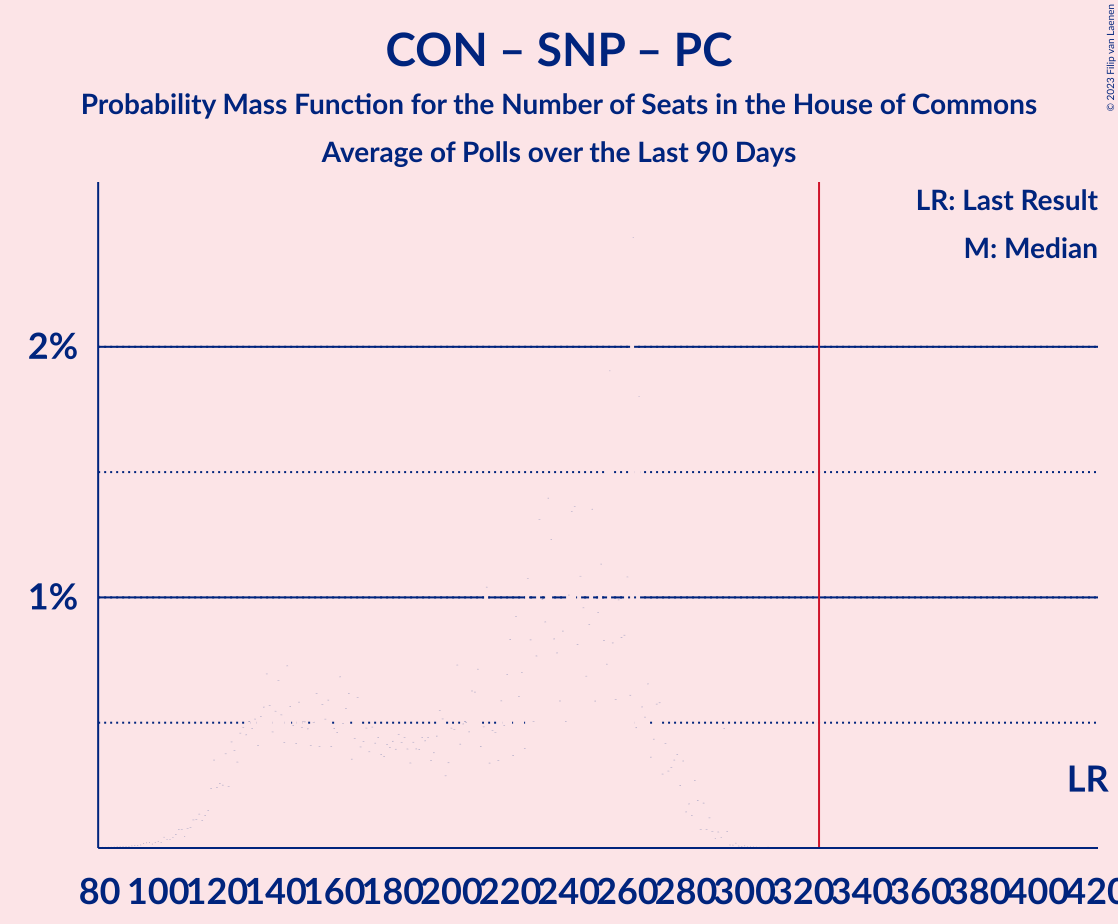 CON – SNP – PC
Probability Mass Function for the Number of Seats in the House of Commons
Average of Polls over the Last 90 Days
© 2023 Filip van Laenen
LR: Last Result
M: Median
2%
1%
LR
80 100 120 140 160 180 200 220 240 260 280 300 320 340 360 380 400 420